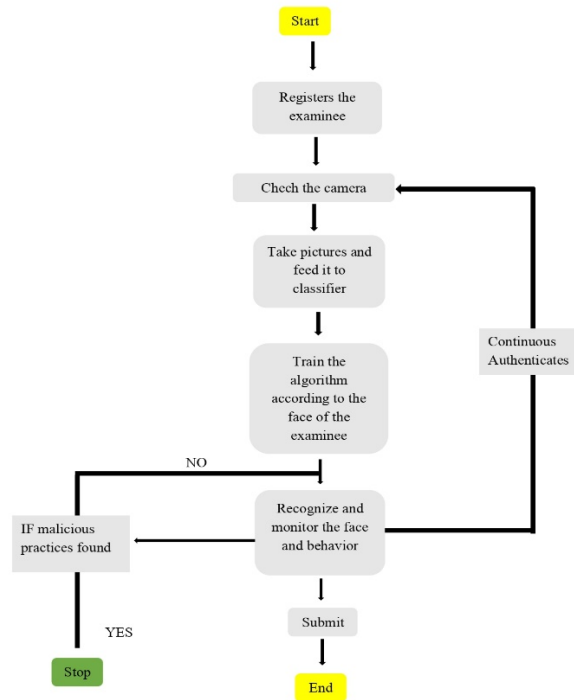 Start
Registers the
examinee
Chech the camera
Take pictures and
feed it to
classifier
Train the
algorithm
according to the
face of the
examinee
Continuous
Authenticates
NO
Recognize and
monitor the face
and behavior
IF malicious
practices found
YES
Submit
Stop
End